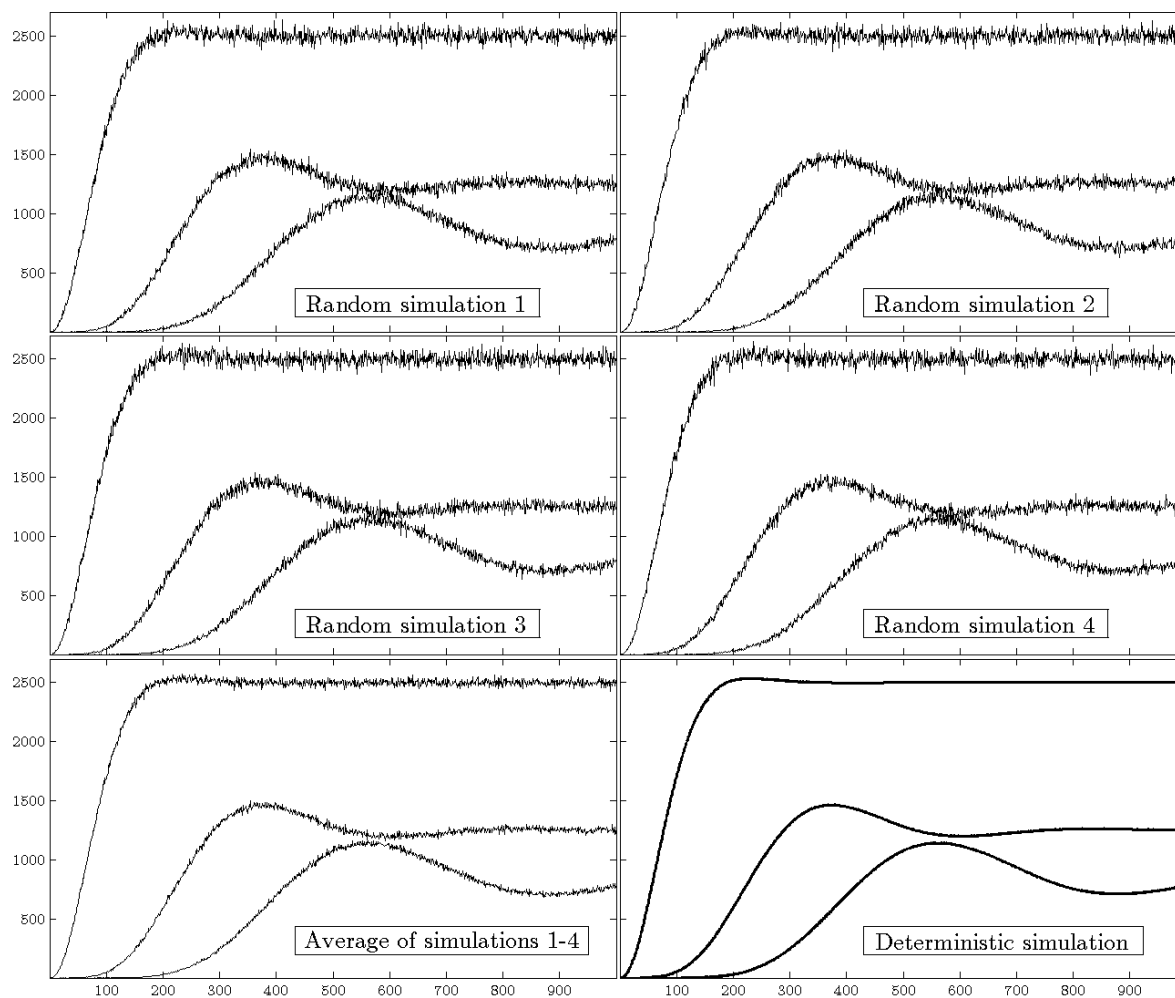 2500
2000
1500
1000
500
Random simulation 1
Random simulation 2
2500
2000
1500
1000
500
Random simulation 3
Random simulation 4
2500
2000
1500
1000
500
Average of simulations 1-4
Deterministic simulation
100 200 300 400 500 600 700 800 900
100 200 300 400 500 600 700 800 900